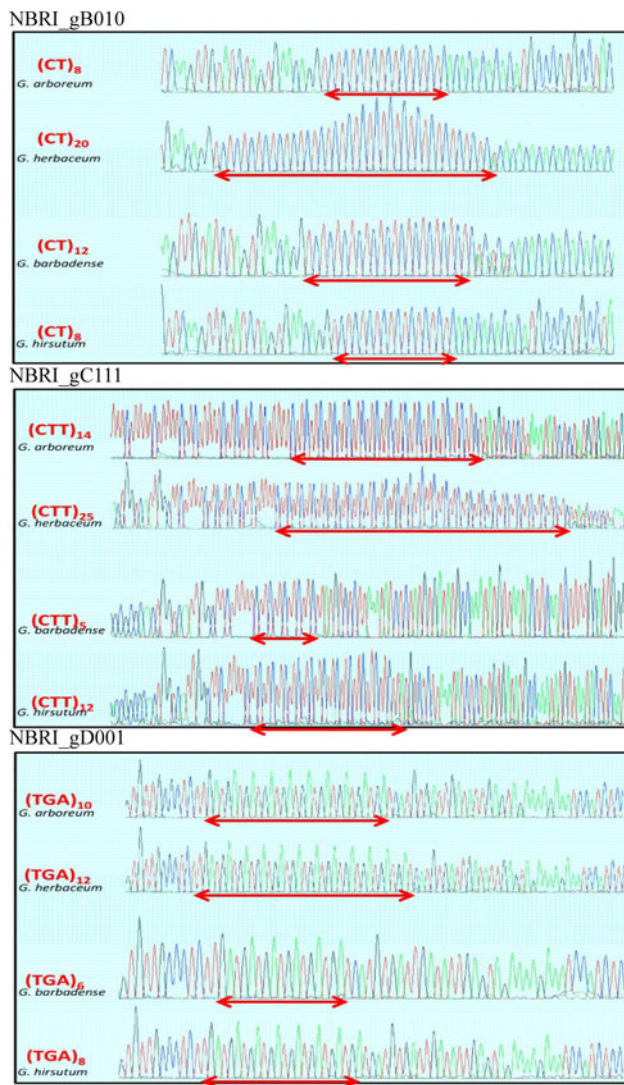 NBRI_gB010
(CT)8
G. arboreum
(CT)20
G. herbaceum
(CT)12
G. barbadense
(CT)8
G. hirsutum
NBRI_gC111
(CTT)14
G. arboreum
(CTT)25
G. herbaceum
(CTT)5
G. barbadense
(CTT)12
G. hirsutum
NBRI_gD001
(TGA)10
G. arboreum
(TGA)12
G. herbaceum
(TGA)6
G. barbadense
(TGA)8
G. hirsutum